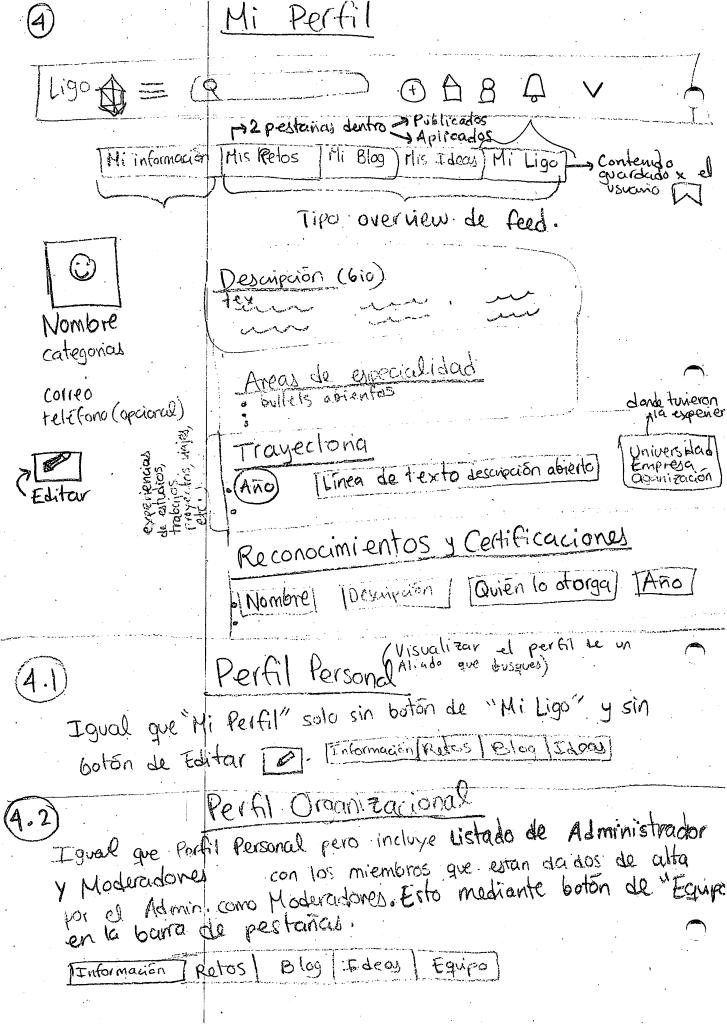 4
Mi Perfil
Ligo
→ 2 pestañas dentro → Publicados
→ Aplicados
Mi información | Mis Retos | Mi Blog | Mis Ideas | Mi Ligo → Contenido
guardado x el
usuario
Tipo overview de feed.
Descripción (bio)
tex
Nombre
categorias
correo
teléfono (opcional)
Editar
Areas de especialidad
bullets abientos
donde tuvieron
la experien
Trayectoria
Año
Línea de texto descripción abierto
Universidad
Empresa
Organización
experiencias
de estudios,
trabajos
proyectos, viajes,
etc.
Reconocimientos y Certificaciones
Nombre | Descripción | Quién lo otorga | Año
4.1
Perfil Personal
(Visualizar el perfil de un
Aliado que busques)
Igual que "Mi Perfil" solo sin botón de "Mi Ligo" y sin
botón de Editar
Información | Retos | Blog | Ideas
4.2
Perfil Organizacional
Igual que Perfil Personal pero incluye Listado de Administrador
y Moderadores con los miembros que estan dados de alta
por el Admin. como Moderadores. Esto mediante botón de "Equipo
en la barra de pestañas.
Información | Retos | Blog | Ideas | Equipo